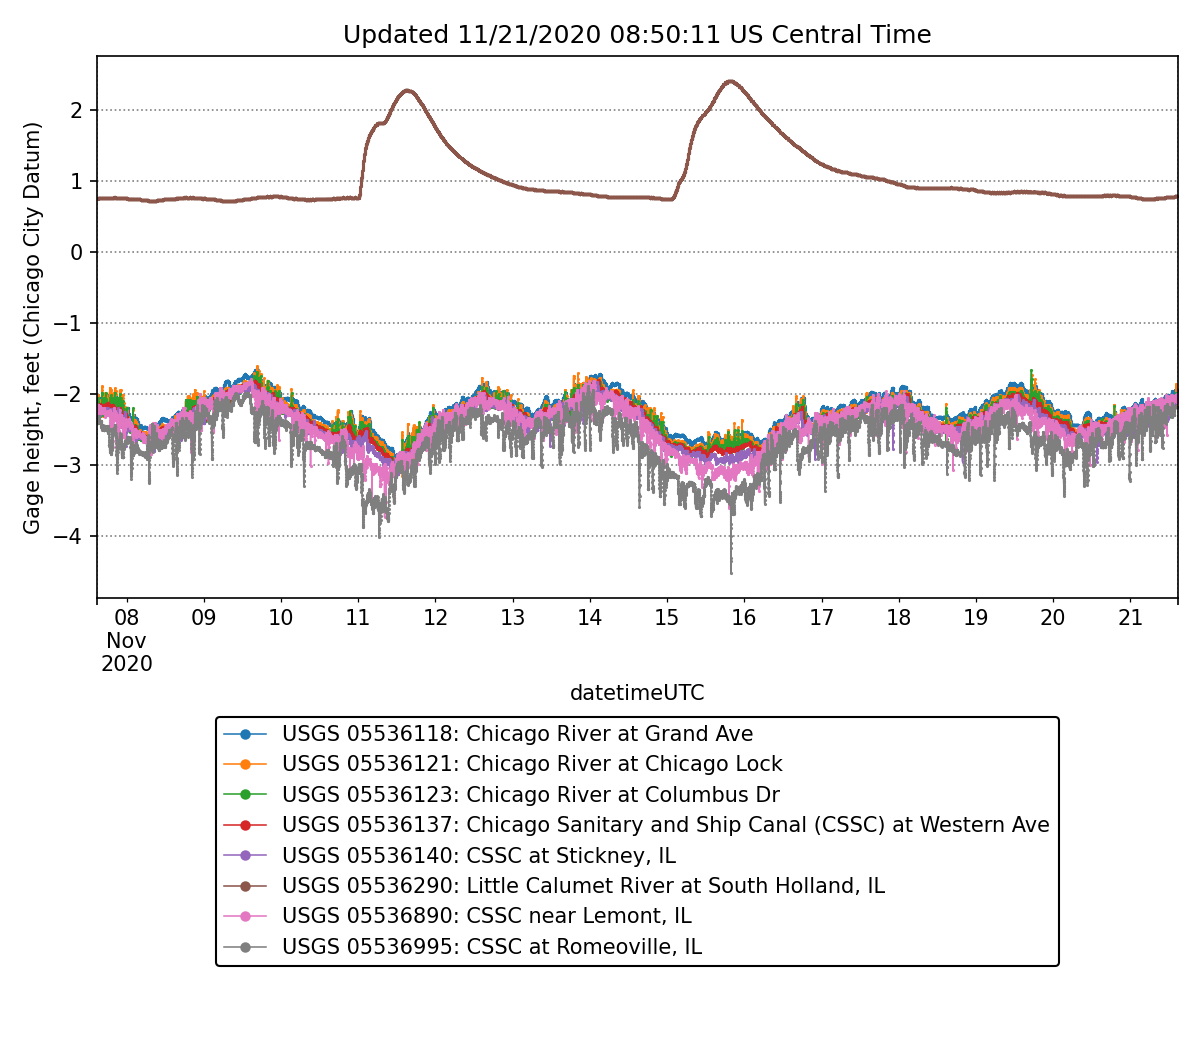 Updated 11/21/2020 08:50:11 US Central Time
Gage height, feet (Chicago City Datum)
2
1
0
−1
−2
−3
−4
08 09 10 11 12 13 14 15 16 17 18 19 20 21
Nov
2020
datetimeUTC
USGS 05536118: Chicago River at Grand Ave
USGS 05536121: Chicago River at Chicago Lock
USGS 05536123: Chicago River at Columbus Dr
USGS 05536137: Chicago Sanitary and Ship Canal (CSSC) at Western Ave
USGS 05536140: CSSC at Stickney, IL
USGS 05536290: Little Calumet River at South Holland, IL
USGS 05536890: CSSC near Lemont, IL
USGS 05536995: CSSC at Romeoville, IL